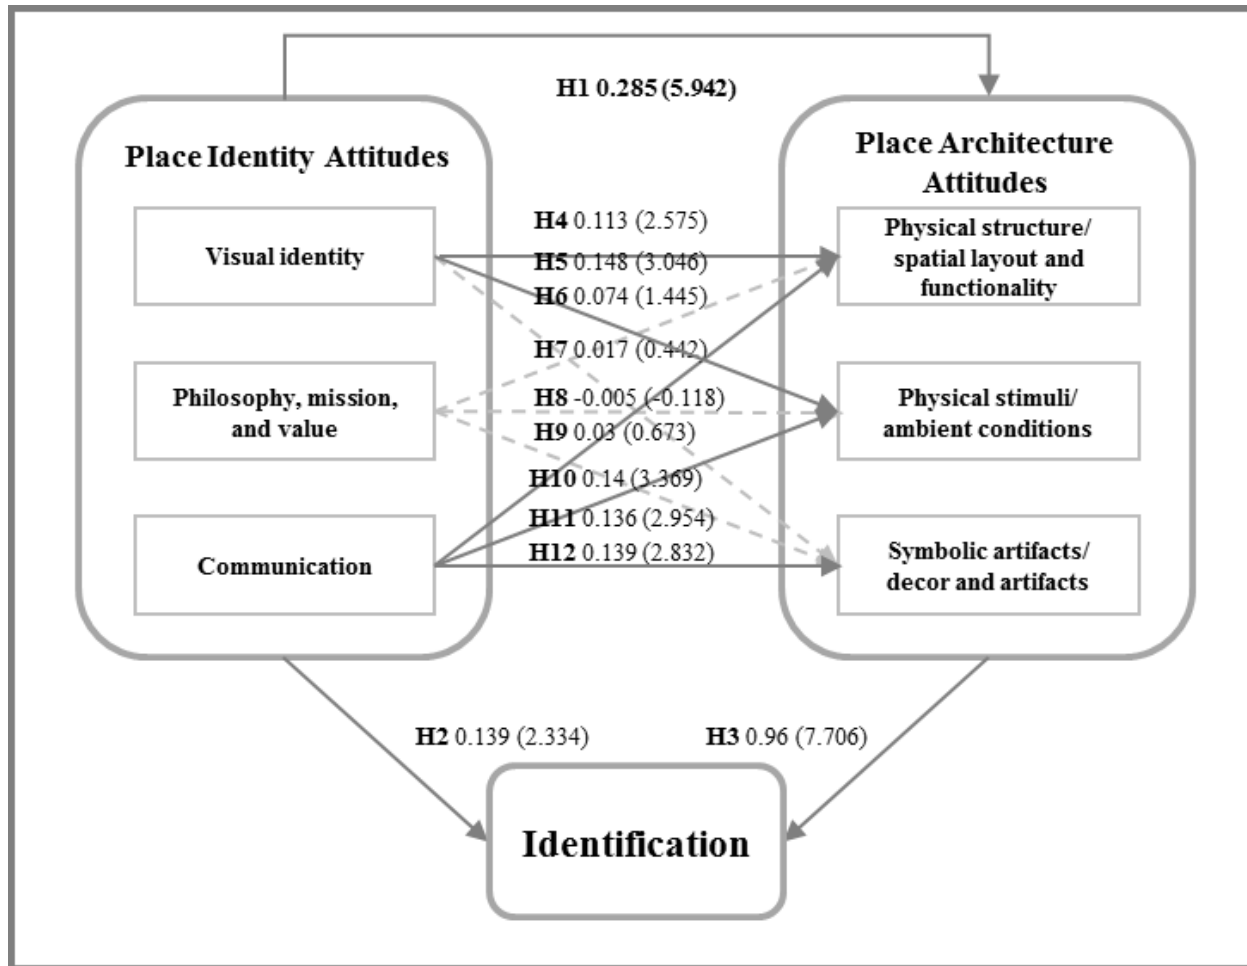 H1 0.285 (5.942)
Place Identity Attitudes
Visual identity
Philosophy, mission,
and value
Communication
H4 0.113 (2.575)
H5 0.148 (3.046)
H6 0.074 (1.445)
H7 0.017 (0.442)
H8 -0.005 (-0.118)
H9 0.03 (0.673)
H10 0.14 (3.369)
H11 0.136 (2.954)
H12 0.139 (2.832)
Place Architecture
Attitudes
Physical structure/
spatial layout and
functionality
Physical stimuli/
ambient conditions
Symbolic artifacts/
decor and artifacts
H2 0.139 (2.334)
H3 0.96 (7.706)
Identification